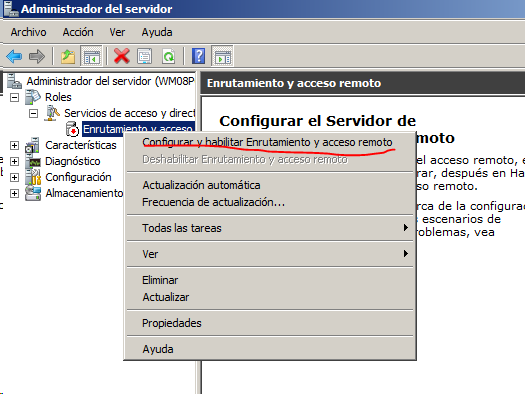 Administrador del servidor
Archivo Acción Ver Ayuda
Administrador del servidor (WM08P
Roles
Servicios de acceso y direct
Enrutamiento y acceso
Características
Diagnóstico
Configuración
Almacenamiento
Enrutamiento y acceso remoto
Configurar el Servidor de
moto
Configurar y habilitar Enrutamiento y acceso remoto
Deshabilitar Enrutamiento y acceso remoto
Actualización automática
Frecuencia de actualización...
Todas las tareas
Ver
Eliminar
Actualizar
Propiedades
Ayuda
el acceso remoto, e
rar, después en Ha
so remoto.
rca de la configurac
escenarios de
oblemas, vea